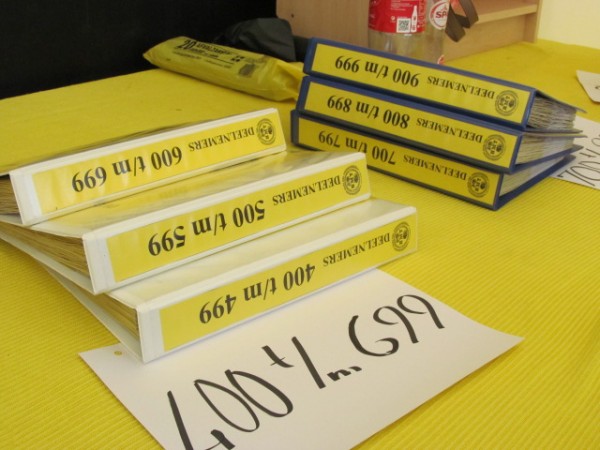 DEELNEMERS 600 t/m 699
DEELNEMERS 500 t/m 599
DEELNEMERS 400 t/m 499
DEELNEMERS 900 t/m 999
DEELNEMERS 800 t/m 899
DEELNEMERS 700 t/m 799
400 t/m 699
20